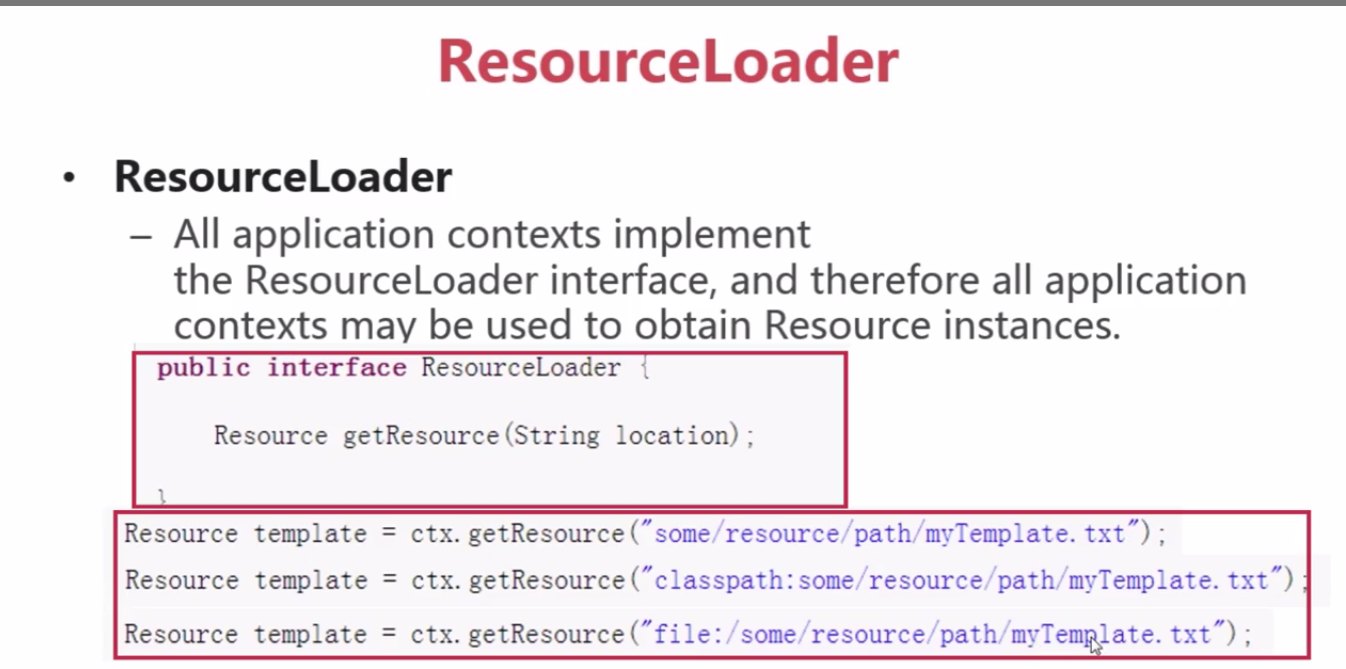 ResourceLoader
• ResourceLoader
– All application contexts implement
the ResourceLoader interface, and therefore all application
contexts may be used to obtain Resource instances.
public interface ResourceLoader {
Resource getResource(String location);
}
Resource template = ctx.getResource("some/resource/path/myTemplate.txt");
Resource template = ctx.getResource("classpath:some/resource/path/myTemplate.txt");
Resource template = ctx.getResource("file:/some/resource/path/myTemplate.txt");